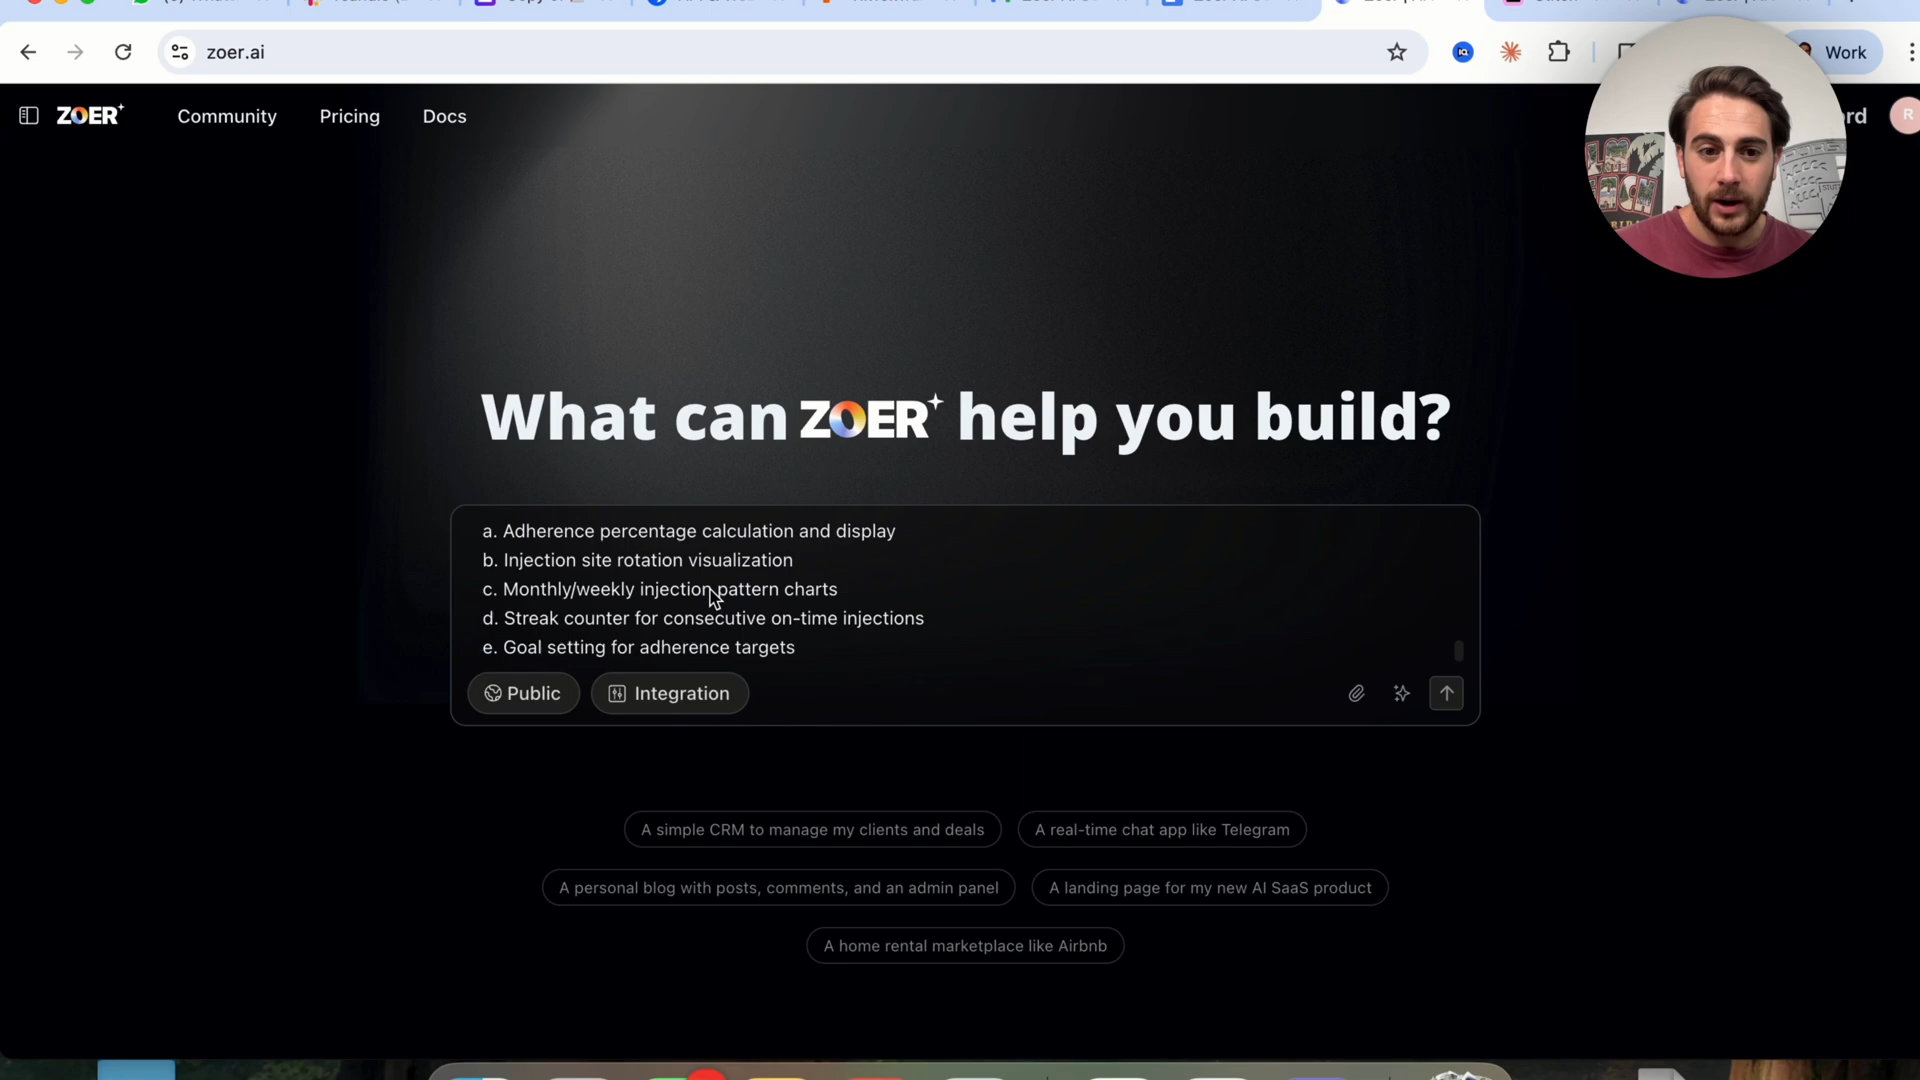 zoer.ai
Work
ZOER
Community
Pricing
Docs
R
What can ZOER help you build?
a. Adherence percentage calculation and display
b. Injection site rotation visualization
c. Monthly/weekly injection pattern charts
d. Streak counter for consecutive on-time injections
e. Goal setting for adherence targets
Public
Integration
A simple CRM to manage my clients and deals
A real-time chat app like Telegram
A personal blog with posts, comments, and an admin panel
A landing page for my new AI SaaS product
A home rental marketplace like Airbnb